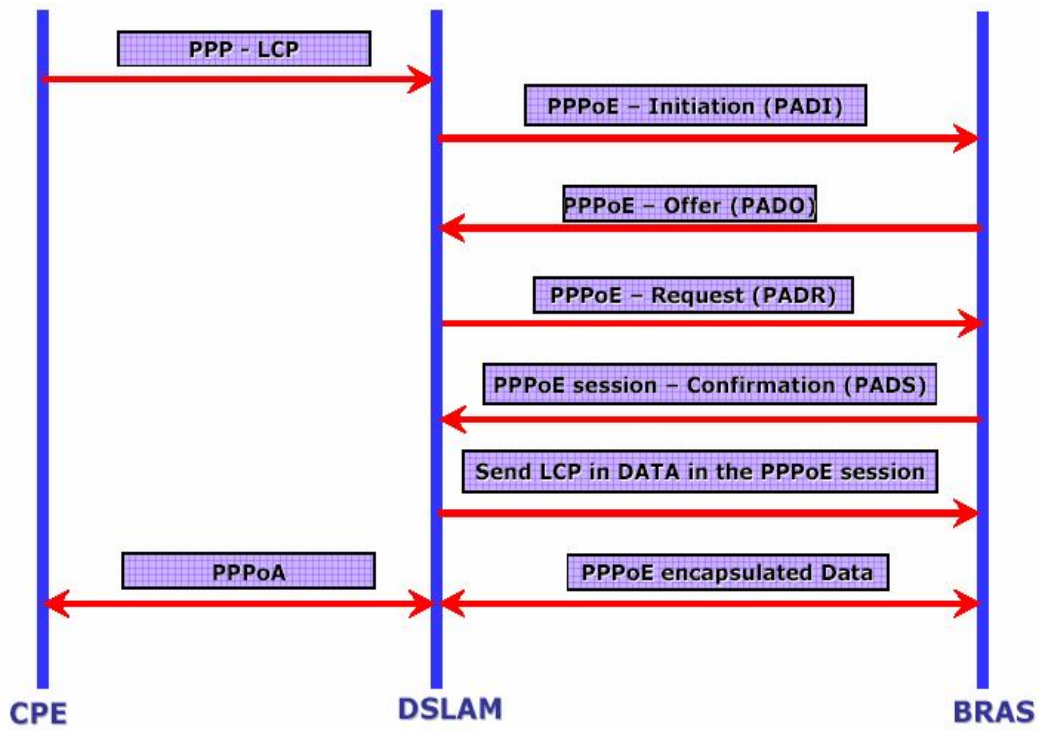 PPP - LCP
PPPoE – Initiation (PADI)
PPPoE – Offer (PADO)
PPPoE – Request (PADR)
PPPoE session – Confirmation (PADS)
Send LCP in DATA in the PPPoE session
PPPoA
PPPoE encapsulated Data
CPE
DSLAM
BRAS